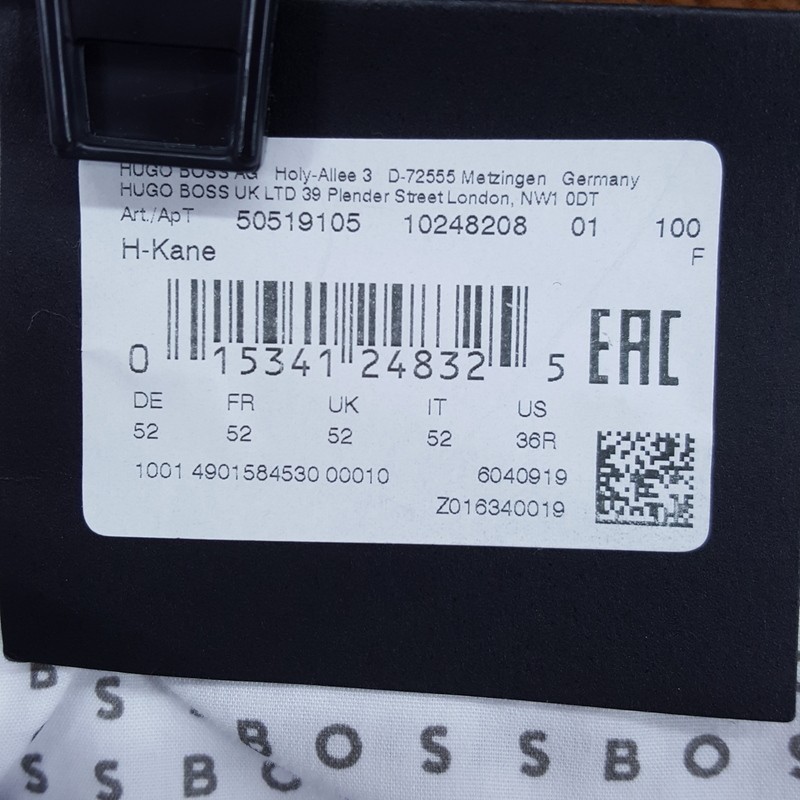 HUGO BOSS AG Holy-Allee 3 D-72555 Metzingen Germany
HUGO BOSS UK LTD 39 Plender Street London, NW1 0DT
Art./ApT 50519105 10248208 01 100
H-Kane F
0 15341 24832 5 EAC
DE FR UK IT US
52 52 52 52 36R
1001 4901584530 00010 6040919
Z016340019
B S B O S S B O S
S S B O